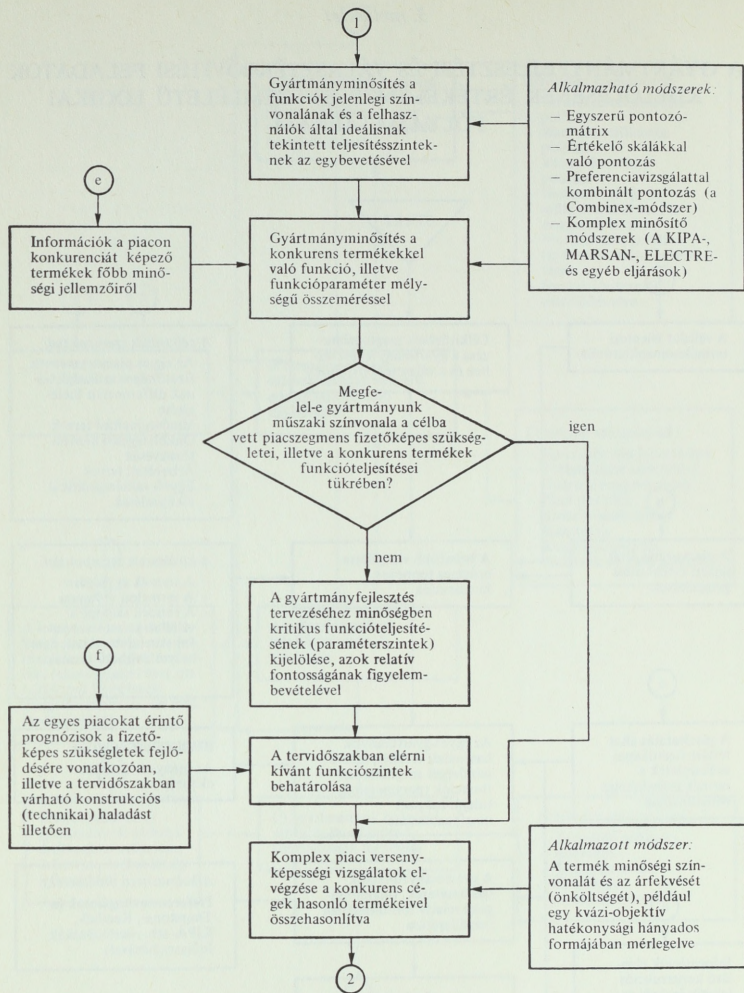 1
Gyártmányminősítés a
funkciók jelenlegi szín-
vonalának és a felhasz-
nálók által ideálisnak
tekintett teljesítésszintek-
nek az egybevetésével
Alkalmazható módszerek:
– Egyszerű pontozó-
mátrix
– Értékelő skálákkal
való pontozás
– Preferenciavizsgálattal
kombinált pontozás (a
Combinex-módszer)
– Komplex minősítő
módszerek (A KIPA-,
MARSAN-, ELECTRE-
és egyéb eljárások)
e
Információk a piacon
konkurenciát képező
termékek főbb minő-
ségi jellemzőiről
Gyártmányminősítés a
konkurens termékekkel
való funkció, illetve
funkcióparaméter mély-
ségű összeméréssel
Megfe-
lel-e gyártmányunk
műszaki színvonala a célba
vett piacszegmens fizetőképes szükség-
letei, illetve a konkurens termékek
funkcióteljesítései
tükrében?
igen
nem
A gyártmányfejlesztés
tervezéséhez minőségben
kritikus funkcióteljesíté-
sének (paraméterszintek)
kijelölése, azok relatív
fontosságának figyelem-
bevételével
f
Az egyes piacokat érintő
prognózisok a fizető-
képes szükségletek fejlő-
désére vonatkozóan,
illetve a tervidőszakban
várható konstrukciós
(technikai) haladást
illetően
A tervidőszakban elérni
kívánt funkciószintek
behatárolása
Komplex piaci verseny-
képességi vizsgálatok el-
végzése a konkurens cé-
gek hasonló termékeivel
összehasonlítva
Alkalmazott módszer:
A termék minőségi szín-
vonalát és az árfekvését
(önköltségét), például
egy kvázi-objektív
hatékonysági hányados
formájában mérlegelve
2